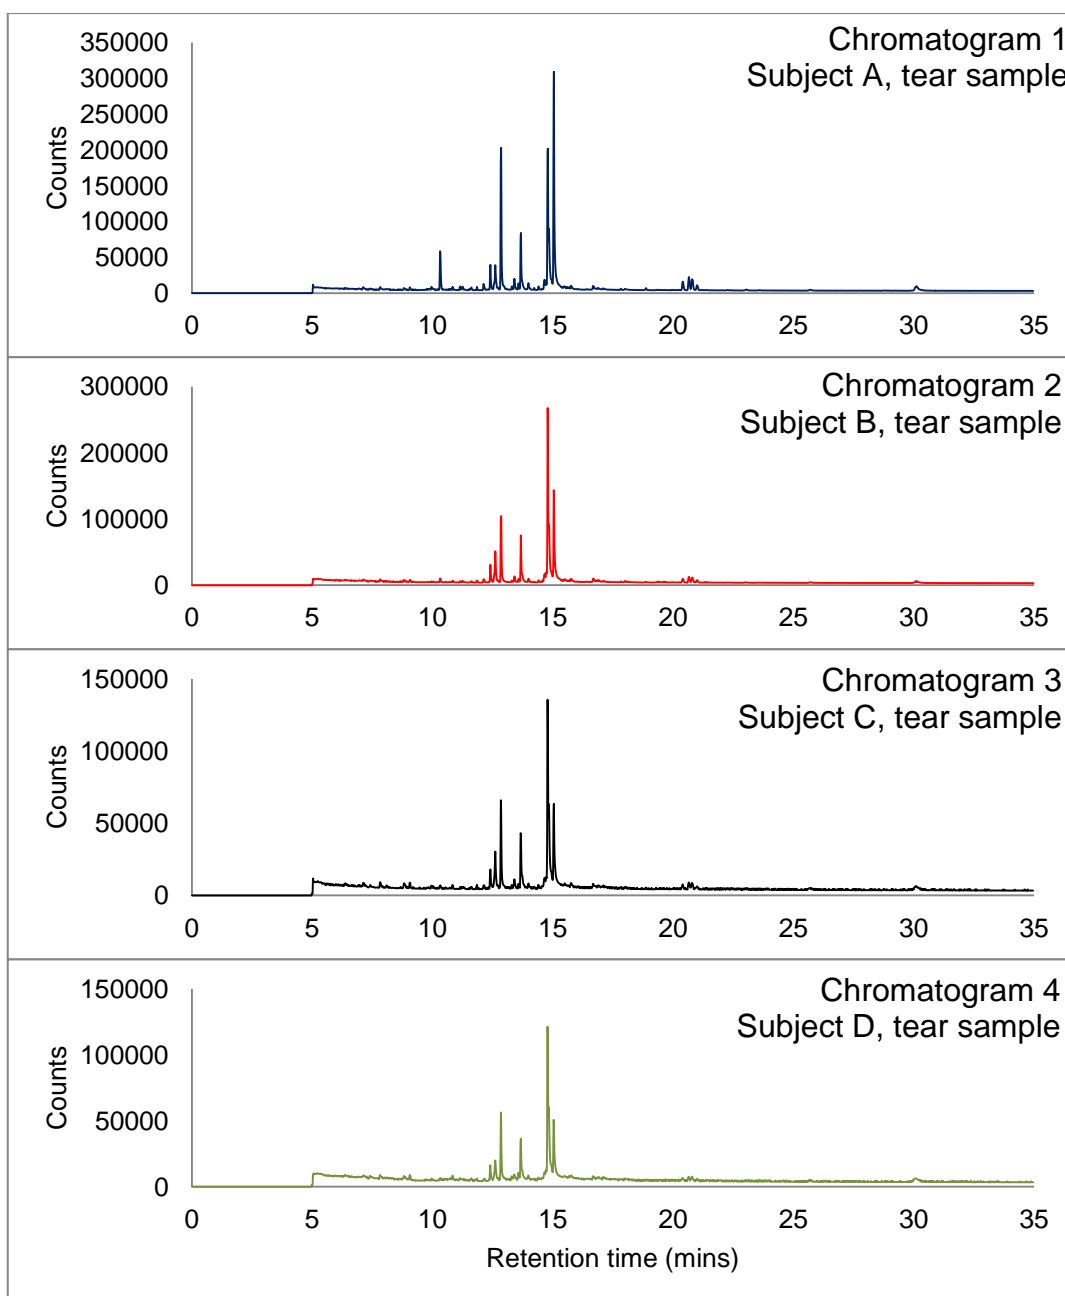 Chromatogram 1
Subject A, tear sample
Counts
350000
300000
250000
200000
150000
100000
50000
0
0 5 10 15 20 25 30 35
Chromatogram 2
Subject B, tear sample
Counts
300000
200000
100000
0
0 5 10 15 20 25 30 35
Chromatogram 3
Subject C, tear sample
Counts
150000
100000
50000
0
0 5 10 15 20 25 30 35
Chromatogram 4
Subject D, tear sample
Counts
150000
100000
50000
0
0 5 10 15 20 25 30 35
Retention time (mins)